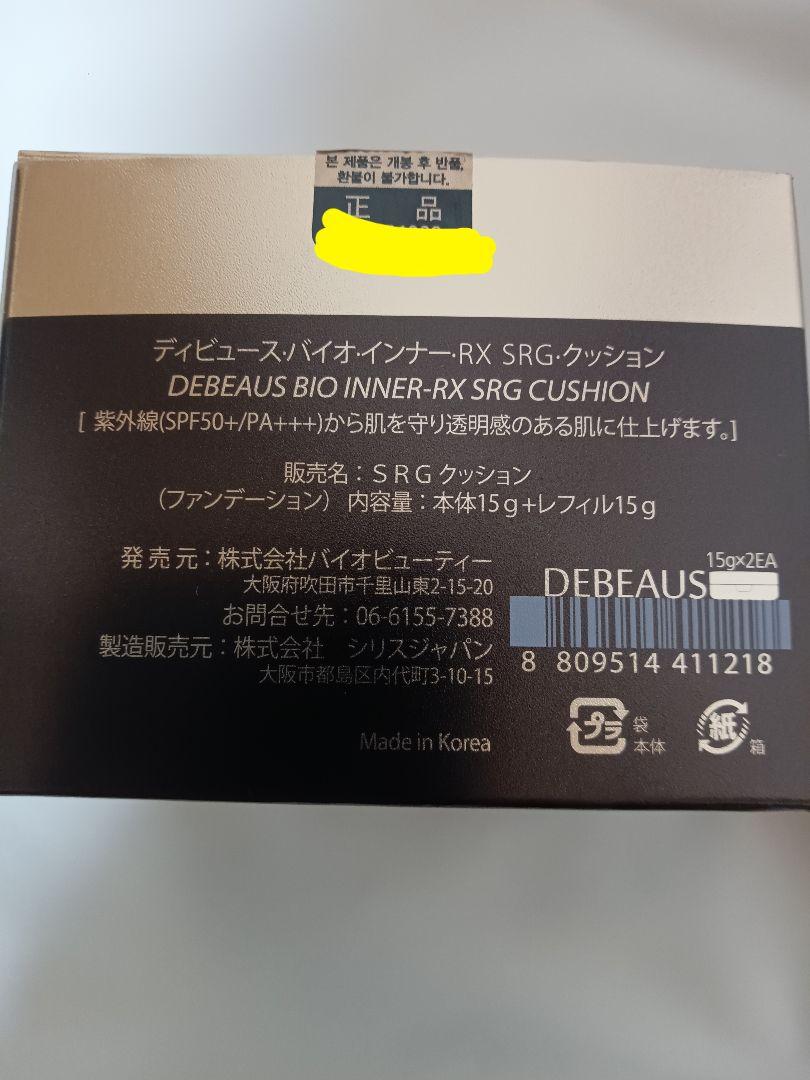 본 제품은 개봉 후 반품,
환불이 불가합니다.
正 品
ディビュース・バイオ・インナー・RX SRG・クッション
DEBEAUS BIO INNER-RX SRG CUSHION
[ 紫外線(SPF50+/PA+++)から肌を守り透明感のある肌に仕上げます。]
販売名：ＳＲＧクッション
（ファンデーション） 内容量：本体15g+レフィル15g
発売元：株式会社バイオビューティー
大阪府吹田市千里山東2-15-20
お問合せ先：06-6155-7388
製造販売元：株式会社 シリスジャパン
大阪市都島区内代町3-10-15
Made in Korea
15g×2EA
DEBEAUS
8 809514 411218
プラ 袋
本体
紙 箱